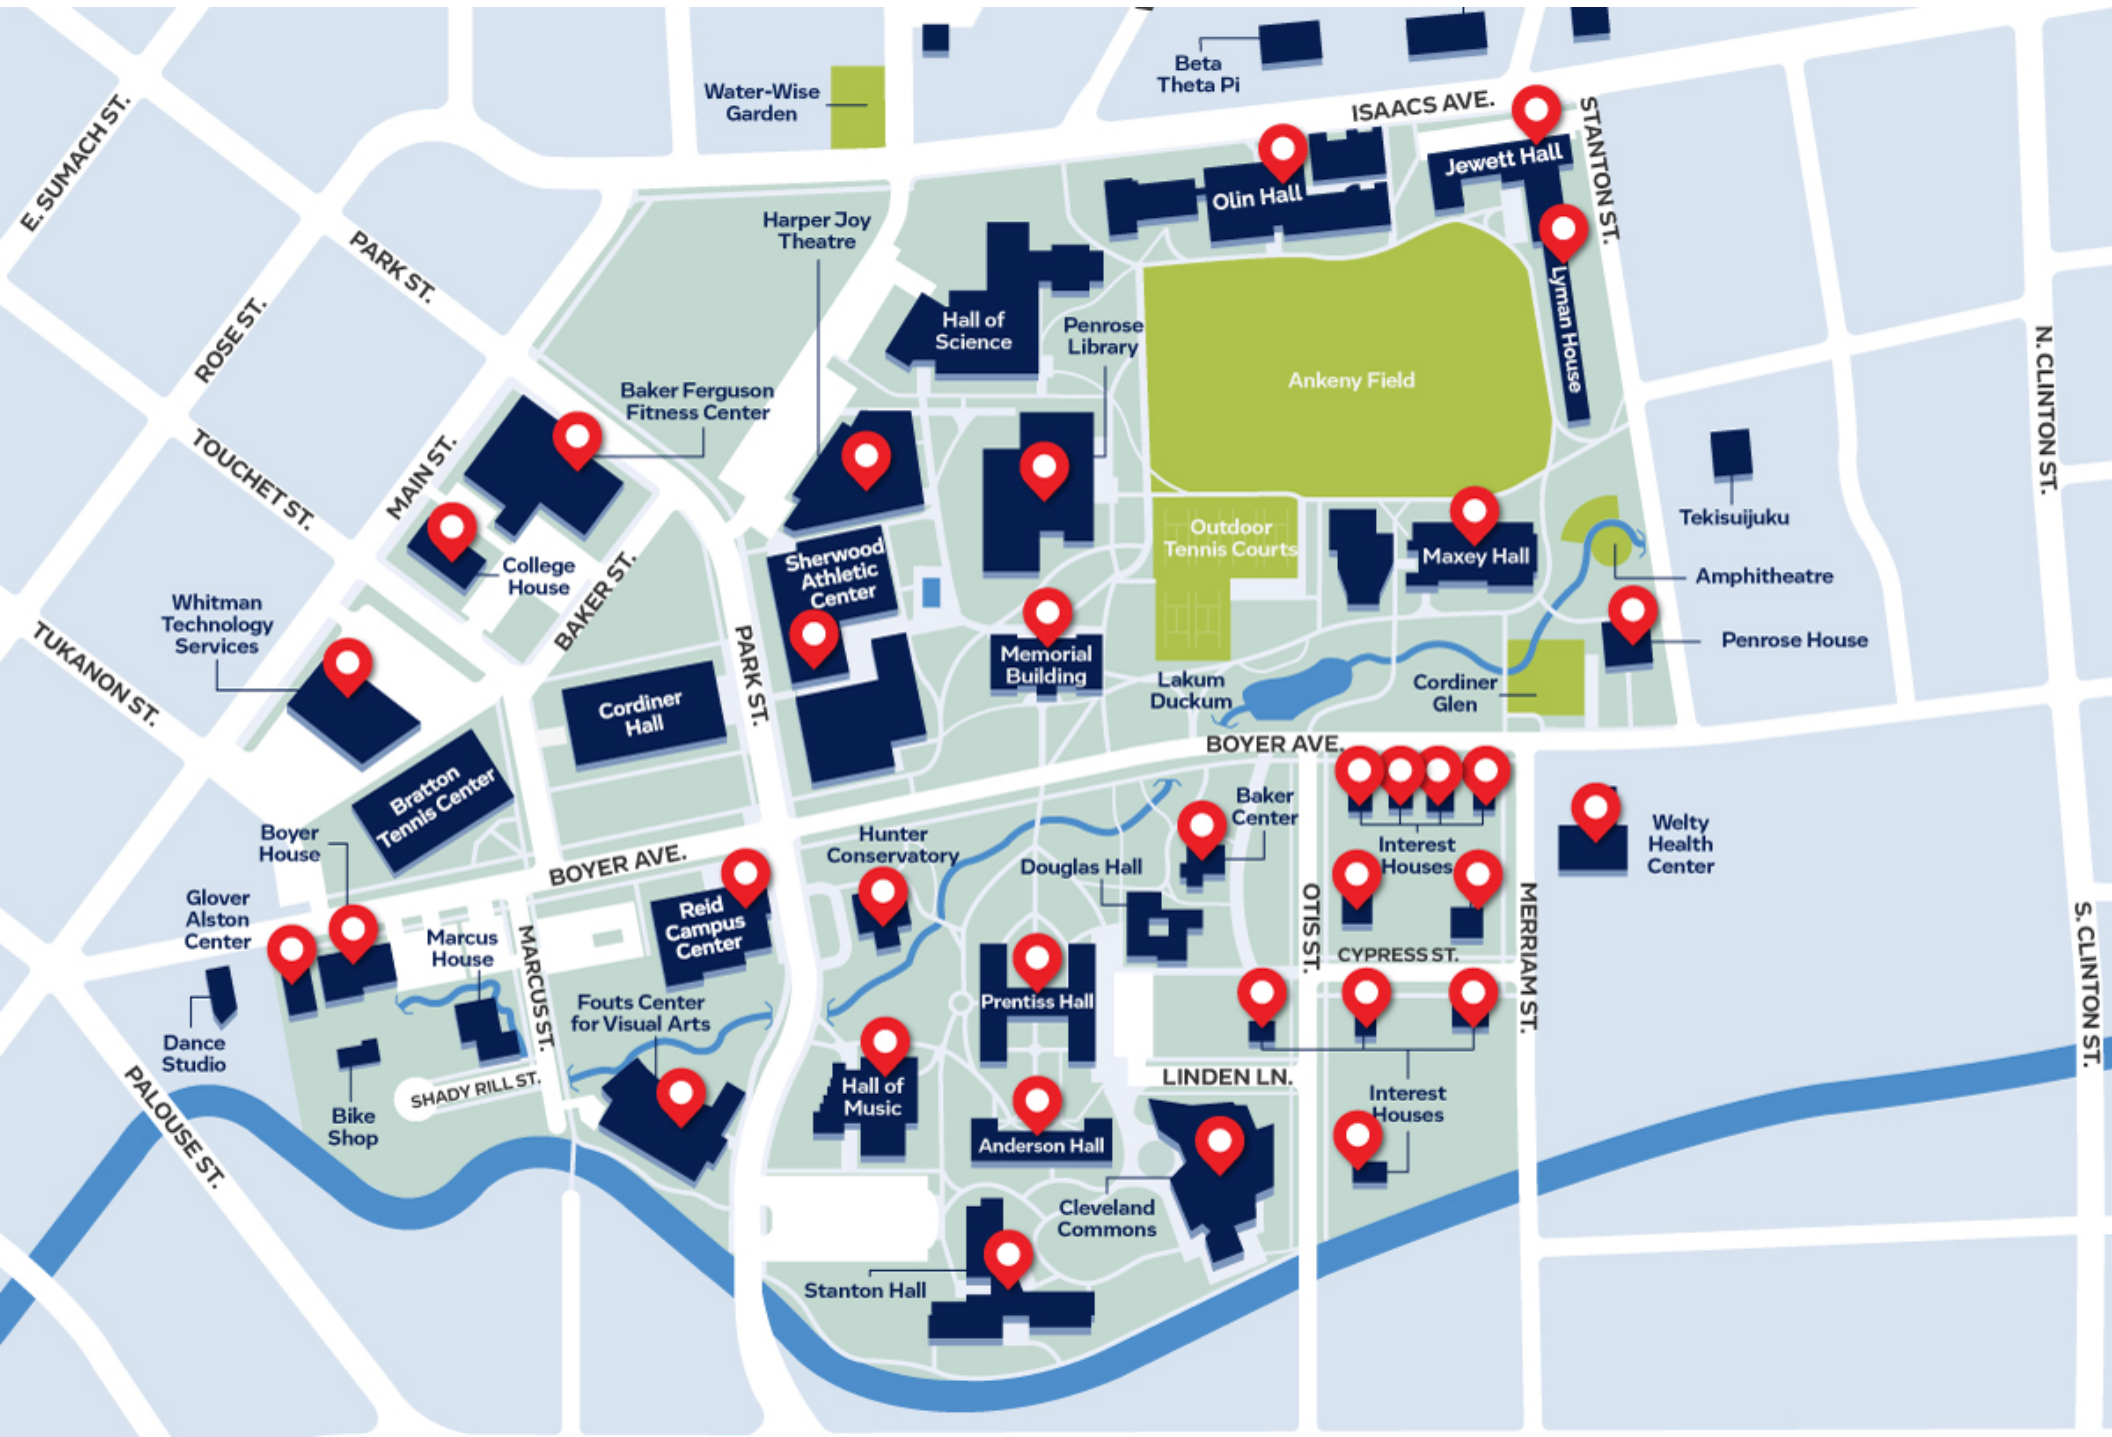 Beta
Theta Pi
Water-Wise
Garden
ISAACS AVE.
STANTON ST.
E. SUMACH ST.
Jewett Hall
Olin Hall
Harper Joy
Theatre
PARK ST.
Lyman House
Hall of
Science
Penrose
Library
ROSE ST.
N. CLINTON ST.
Ankeny Field
Baker Ferguson
Fitness Center
TOUCHET ST.
MAIN ST.
Tekisuijuku
Outdoor
Tennis Courts
Maxey Hall
Sherwood
Athletic
Center
College
House
BAKER ST.
Amphitheatre
Whitman
Technology
Services
TUKANON ST.
PARK ST.
Penrose House
Memorial
Building
Lakum
Duckum
Cordiner
Glen
Cordiner
Hall
BOYER AVE.
Bratton
Tennis Center
Baker
Center
Boyer
House
Hunter
Conservatory
Interest
Houses
Welty
Health
Center
BOYER AVE.
Douglas Hall
Glover
Alston
Center
Reid
Campus
Center
OTIS ST.
MERRIAM ST.
S. CLINTON ST.
Marcus
House
MARCUS ST.
CYPRESS ST.
Fouts Center
for Visual Arts
Prentiss Hall
Dance
Studio
PALOUSE ST.
SHADY RILL ST.
LINDEN LN.
Hall of
Music
Interest
Houses
Bike
Shop
Anderson Hall
Cleveland
Commons
Stanton Hall